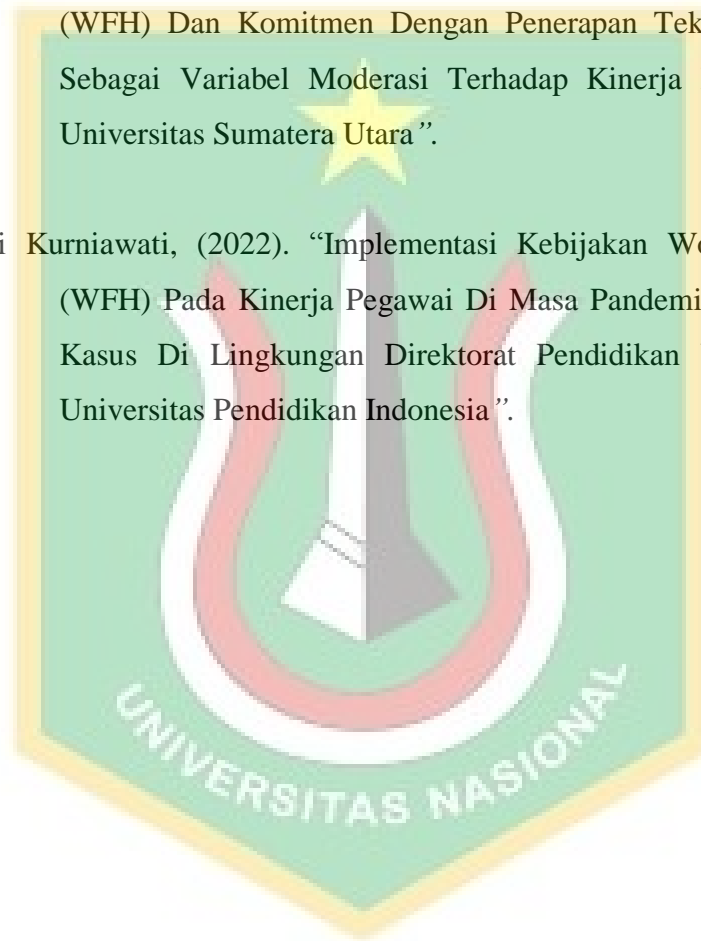 (WFH) Dan Komitmen Dengan Penerapan Tek
Sebagai Variabel Moderasi Terhadap Kinerja
Universitas Sumatera Utara”.
i Kurniawati, (2022). “Implementasi Kebijakan Wo
(WFH) Pada Kinerja Pegawai Di Masa Pandemi
Kasus Di Lingkungan Direktorat Pendidikan
Universitas Pendidikan Indonesia”.
UNIVERSITAS NASIONAL